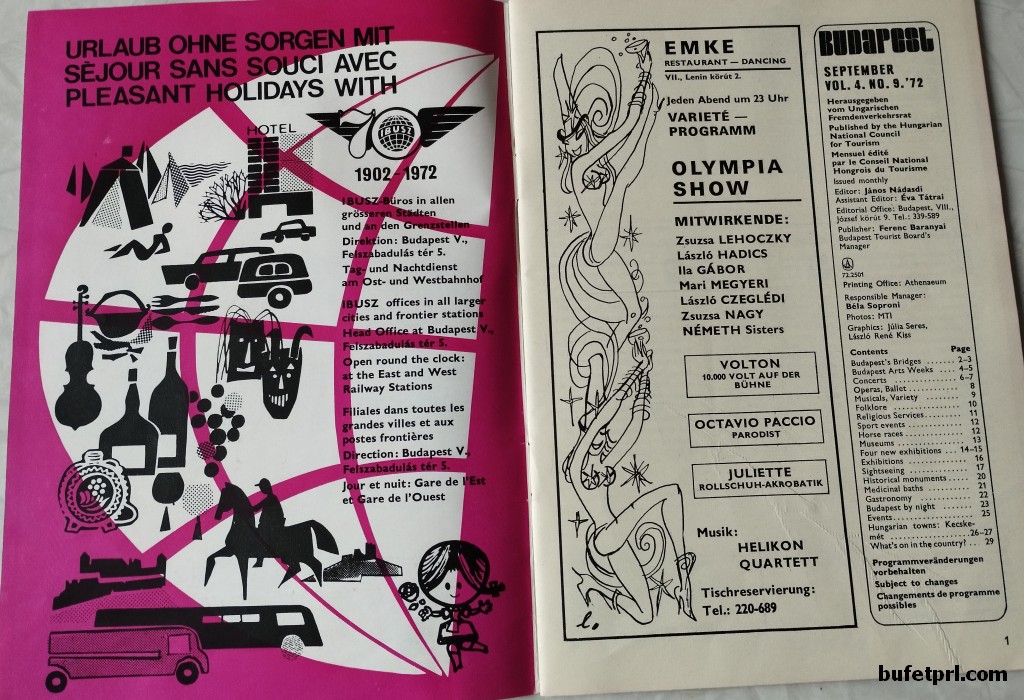 URLAUB OHNE SORGEN MIT
SÉJOUR SANS SOUCI AVEC
PLEASANT HOLIDAYS WITH
HOTEL
70
IBUSZ
1902-1972
IBUSZ-Büros in allen
grösseren Städten
und an den Grenzstellen
Direktion: Budapest V.,
Felszabadulás tér 5.
Tag- und Nachtdienst
am Ost- und Westbahnhof
IBUSZ offices in all larger
cities and frontier stations
Head Office at Budapest V.,
Felszabadulás tér 5.
Open round the clock:
at the East and West
Railway Stations
Filiales dans toutes les
grandes villes et aux
postes frontières
Direction: Budapest V.,
Felszabadulás tér 5.
Jour et nuit: Gare de l'Est
et Gare de l'Ouest
EMKE
RESTAURANT — DANCING
VII., Lenin körút 2.
Jeden Abend um 23 Uhr
VARIETÉ —
PROGRAMM
OLYMPIA
SHOW
MITWIRKENDE:
Zsuzsa LEHOCZKY
László HADICS
Ila GÁBOR
Mari MEGYERI
László CZEGLÉDI
Zsuzsa NAGY
NÉMETH Sisters
VOLTON
10.000 VOLT AUF DER
BÜHNE
OCTAVIO PACCIO
PARODIST
JULIETTE
ROLLSCHUH-AKROBATIK
Musik:
HELIKON
QUARTETT
Tischreservierung:
Tel.: 220-689
BUDAPEST
SEPTEMBER
VOL. 4. NO. 9. '72
Herausgegeben
vom Ungarischen
Fremdenverkehrsrat
Published by the Hungarian
National Council
for Tourism
Mensuel édité
par le Conseil National
Hongrois du Tourisme
Issued monthly
Editor: János Nádasdi
Assistant Editor: Éva Tátrai
Editorial Office: Budapest, VIII.,
József körút 9. Tel.: 339-589
Publisher: Ferenc Baranyai
Budapest Tourist Board's
Manager
72.2501
Printing Office: Athenaeum
Responsible Manager:
Béla Soproni
Photos: MTI
Graphics: Júlia Seres,
László René Kiss
Contents Page
Budapest's Bridges ....... 2-3
Budapest Arts Weeks .... 4-5
Concerts ................ 6-7
Operas, Ballet ............ 8
Musicals, Variety ........ 9
Folklore ................ 10
Religious Services ........ 11
Sport events ............. 12
Horse races .............. 12
Museums ................. 13
Four new exhibitions ... 14-15
Exhibitions .............. 16
Sightseeing .............. 17
Historical monuments ..... 20
Medicinal baths .......... 21
Gastronomy .............. 22
Budapest by night ........ 23
Events ................... 25
Hungarian towns: Kecske-
mét .................. 26-27
What's on in the country? .. 29
Programmveränderungen
vorbehalten
Subject to changes
Changements de programme
possibles
1
bufetprl.com